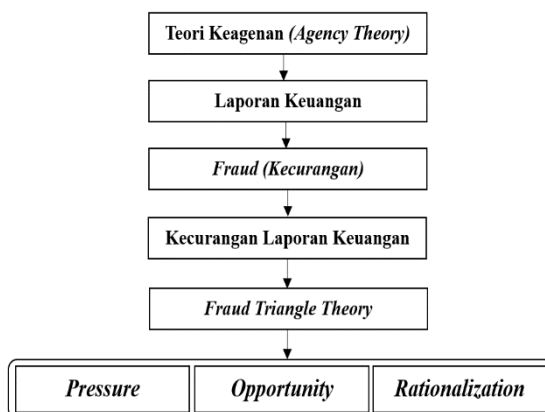 Teori Keagenan (Agency Theory)
Laporan Keuangan
Fraud (Kecurangan)
Kecurangan Laporan Keuangan
Fraud Triangle Theory
Pressure
Opportunity
Rationalization